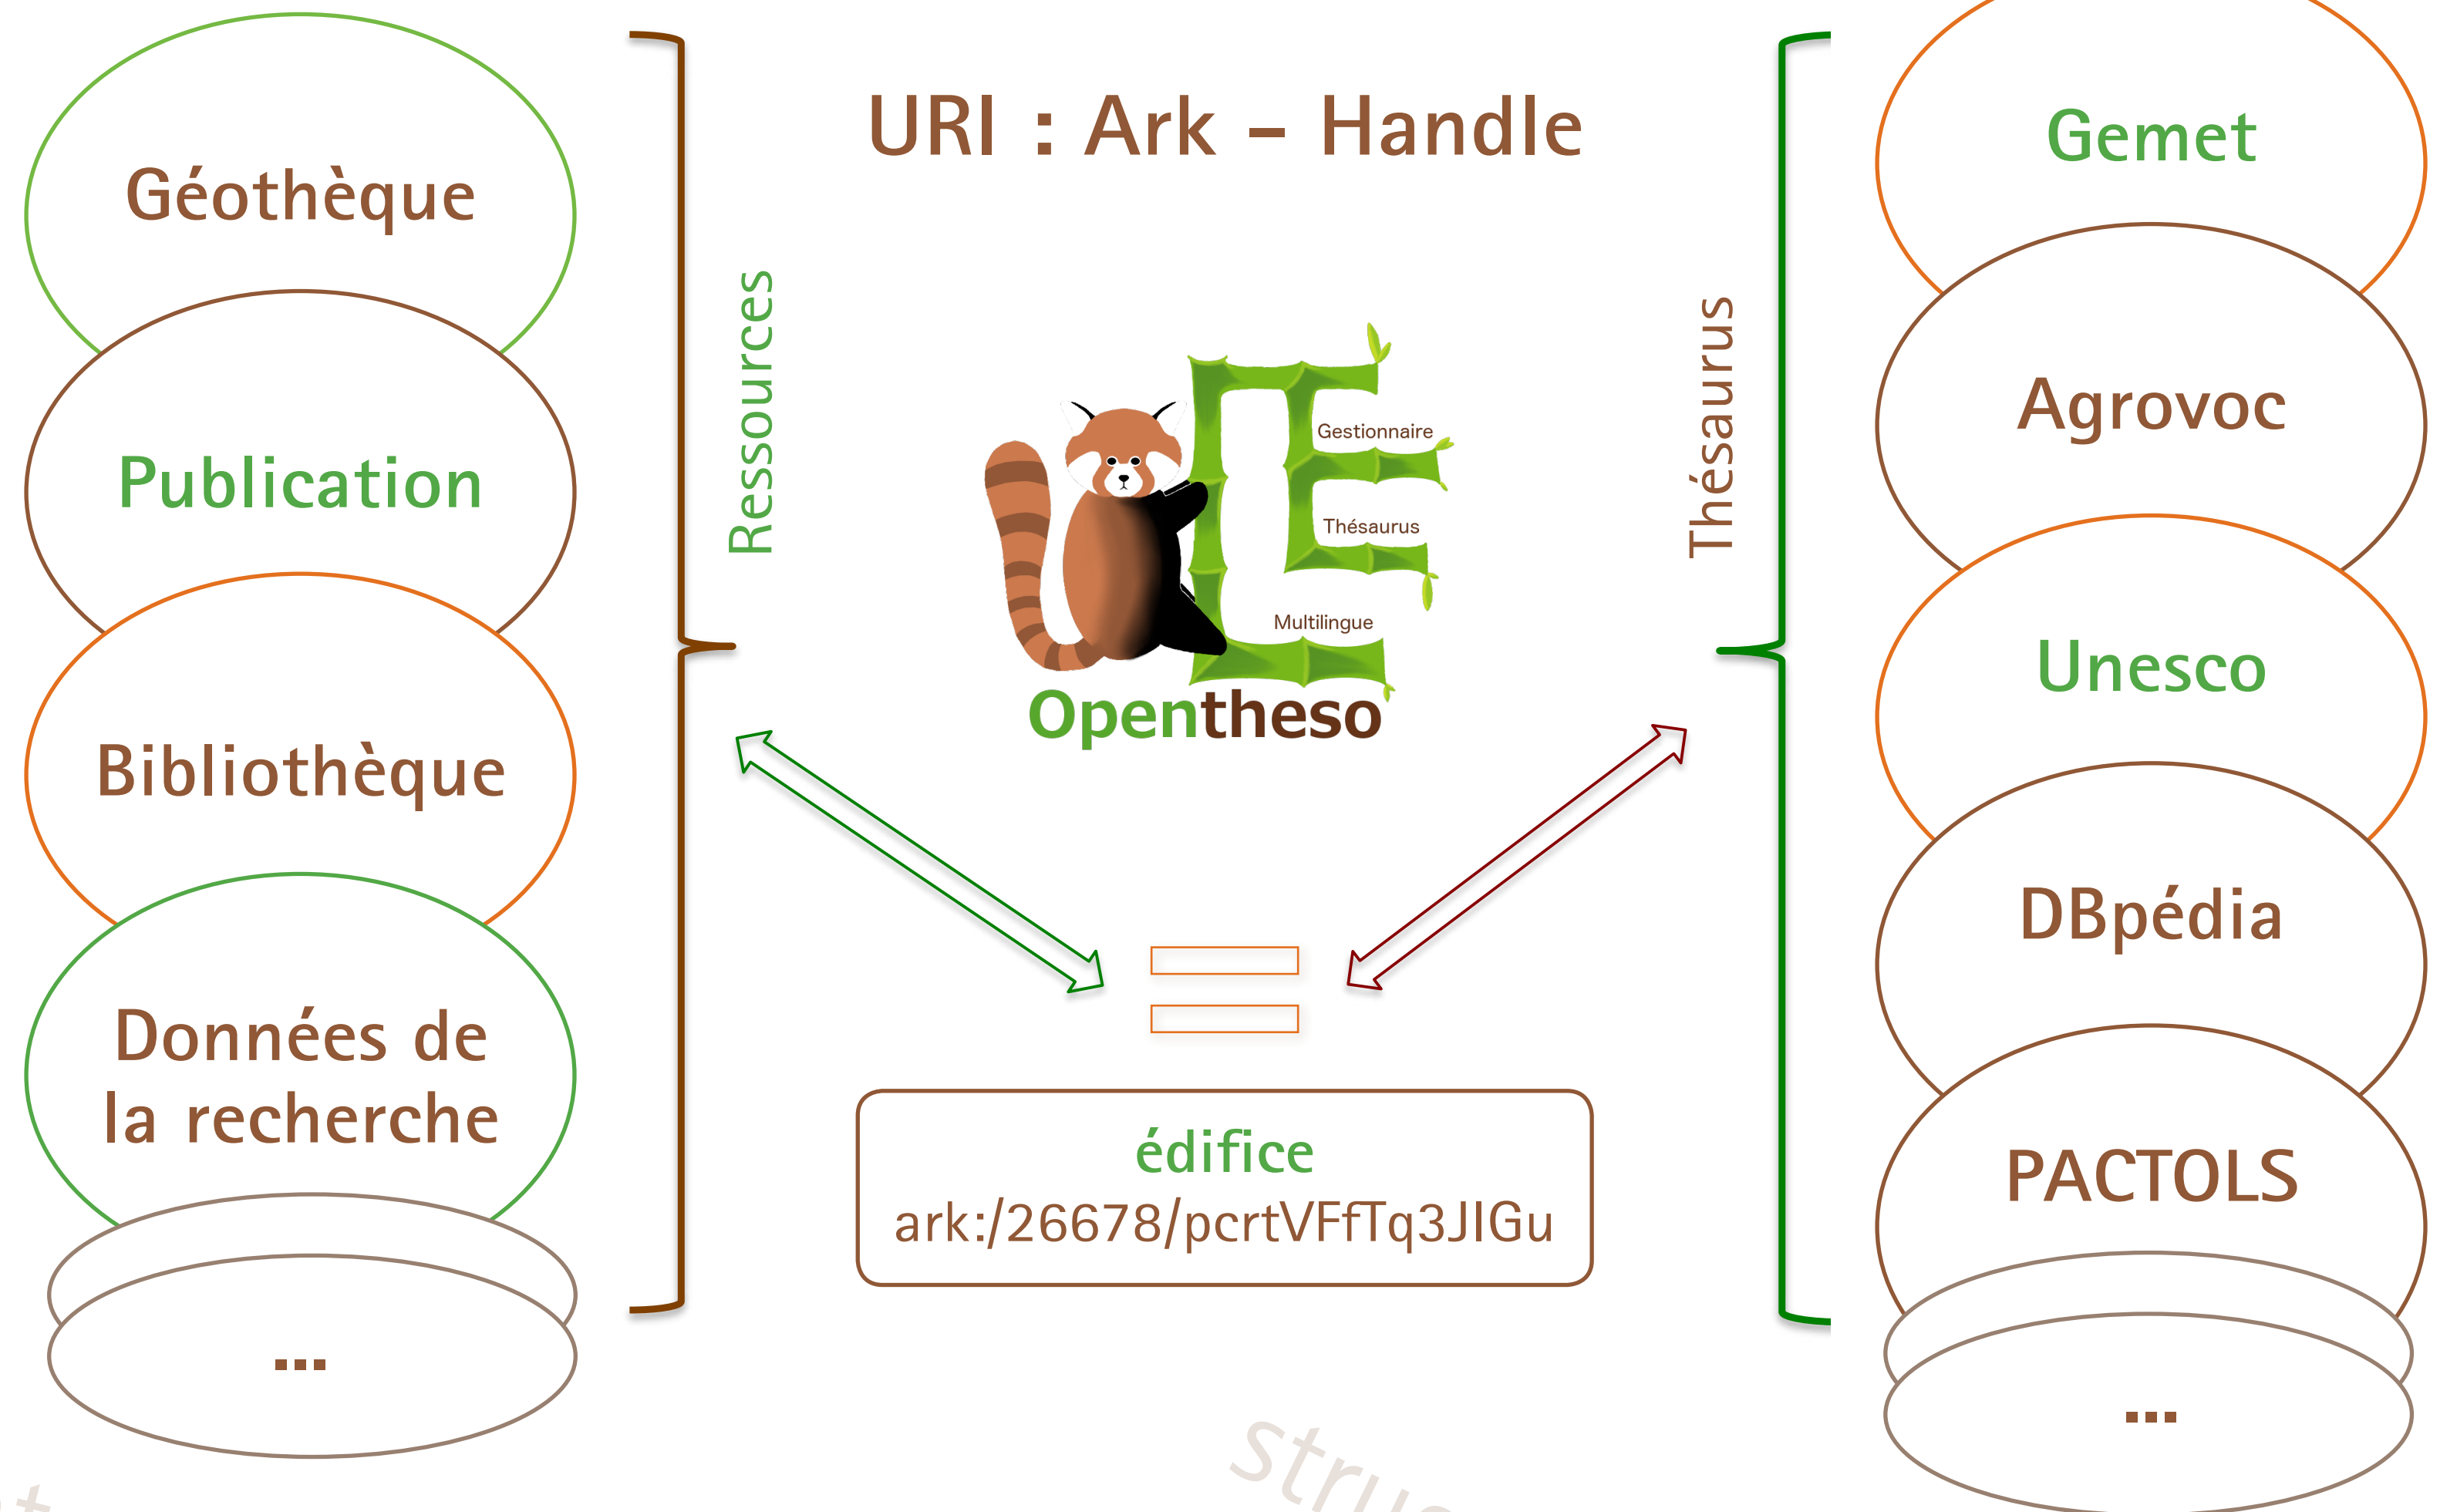 URI : Ark – Handle
Géothèque
Publication
Bibliothèque
Données de
la recherche
...
Ressources
Gestionnaire
Thésaurus
Multilingue
Opentheso
édifice
ark:/26678/pcrtVFfTq3JIGu
Thésaurus
Gemet
Agrovoc
Unesco
DBpédia
PACTOLS
...